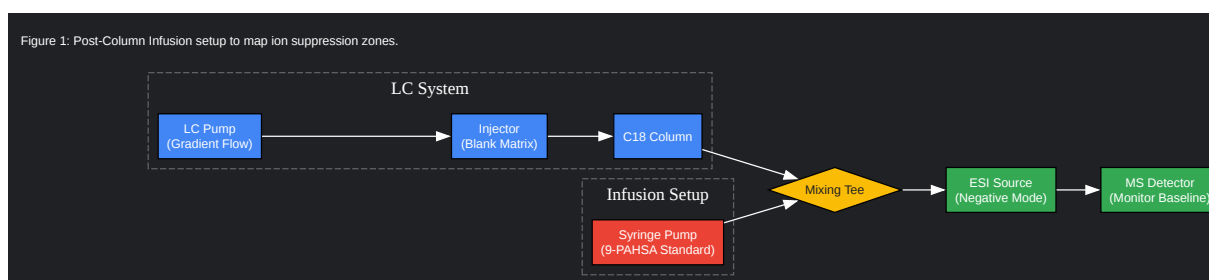 Figure 1: Post-Column Infusion setup to map ion suppression zones.
LC System
LC Pump
(Gradient Flow)
Injector
(Blank Matrix)
C18 Column
Infusion Setup
Syringe Pump
(9-PAHSA Standard)
Mixing Tee
ESI Source
(Negative Mode)
MS Detector
(Monitor Baseline)